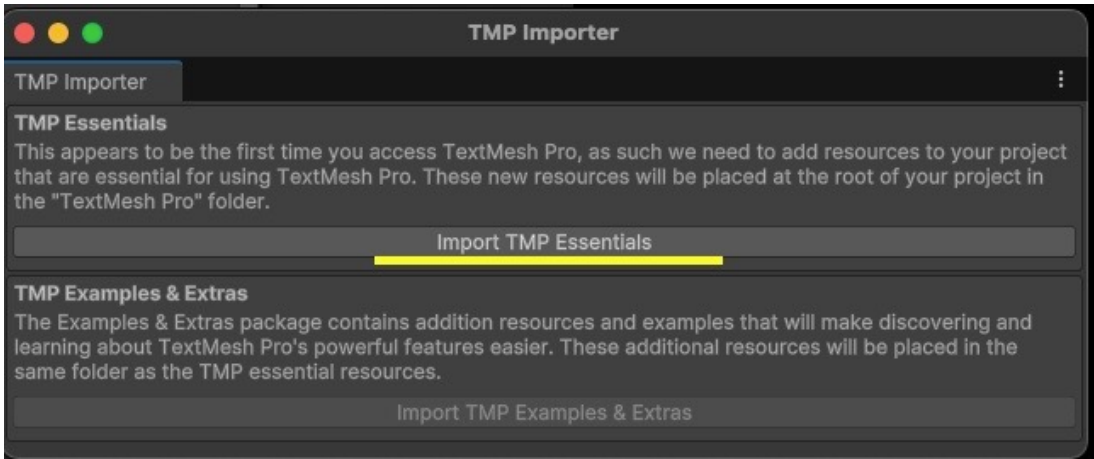 TMP Importer
TMP Importer
TMP Essentials
This appears to be the first time you access TextMesh Pro, as such we need to add resources to your project
that are essential for using TextMesh Pro. These new resources will be placed at the root of your project in
the "TextMesh Pro" folder.
Import TMP Essentials
TMP Examples & Extras
The Examples & Extras package contains addition resources and examples that will make discovering and
learning about TextMesh Pro's powerful features easier. These additional resources will be placed in the
same folder as the TMP essential resources.
Import TMP Examples & Extras